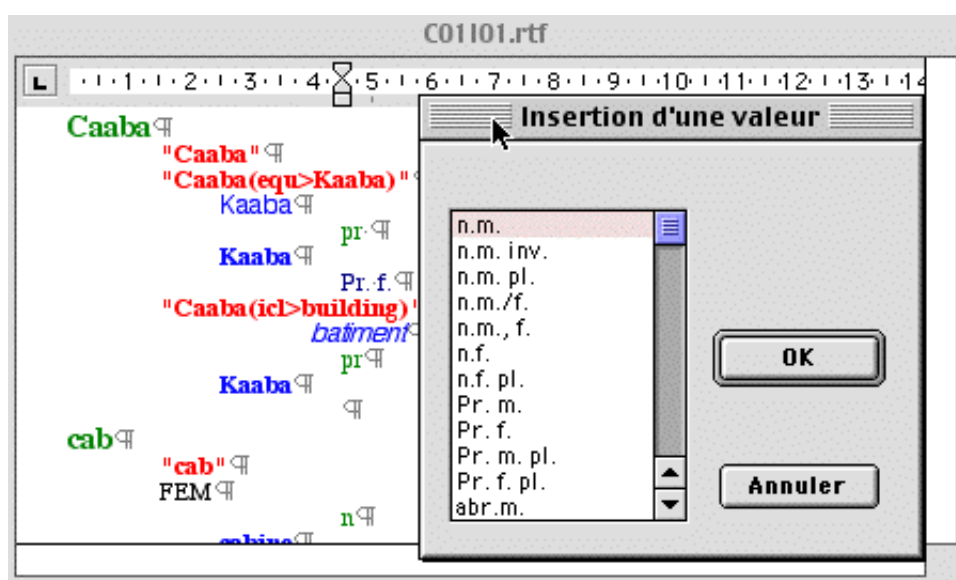 C01I01.rtf
L 1 2 3 4 5 6 7 8 9 10 11 12 13 14
Caaba¶
"Caaba"¶
"Caaba(equ>Kaaba)"
Kaaba¶
pr·¶
Kaaba¶
Pr.·f.¶
"Caaba(icl>building)"
batiment
pr¶
Kaaba¶
¶
cab¶
"cab"¶
FEM¶
n¶
cabine¶
Insertion d'une valeur
n.m.
n.m. inv.
n.m. pl.
n.m./f.
n.m., f.
n.f.
n.f. pl.
Pr. m.
Pr. f.
Pr. m. pl.
Pr. f. pl.
abr.m.
OK
Annuler